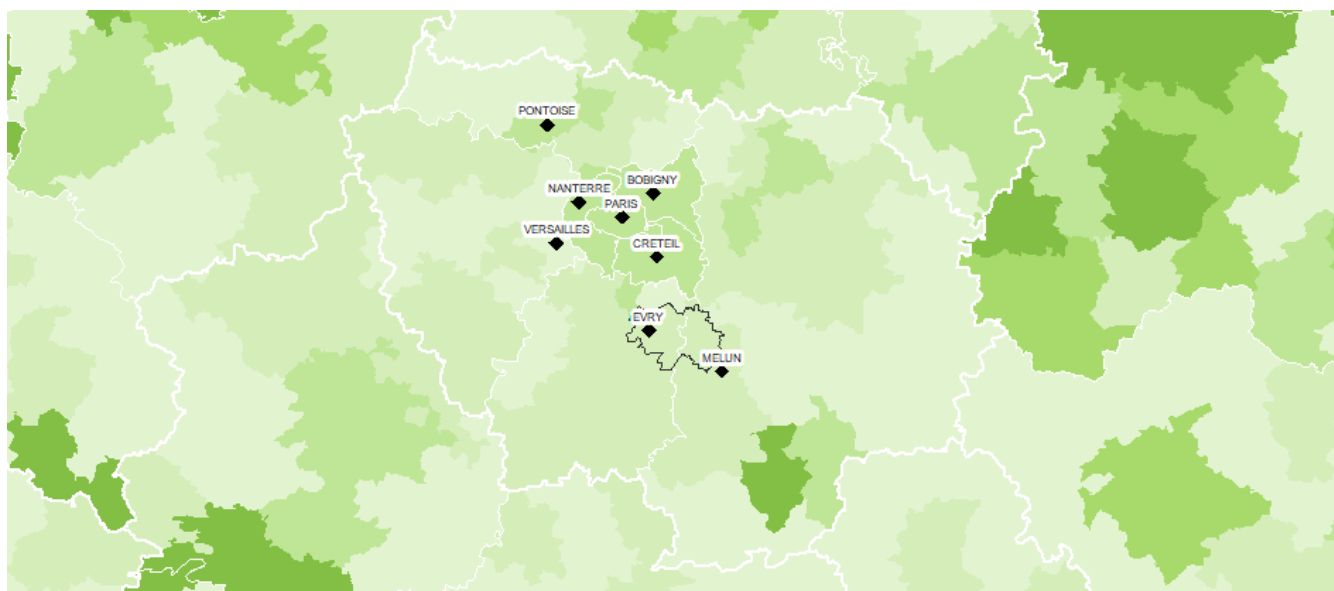 PONTOISE
BOBIGNY
NANTERRE
PARIS
VERSAILLES
CRETEIL
EVRY
MELUN